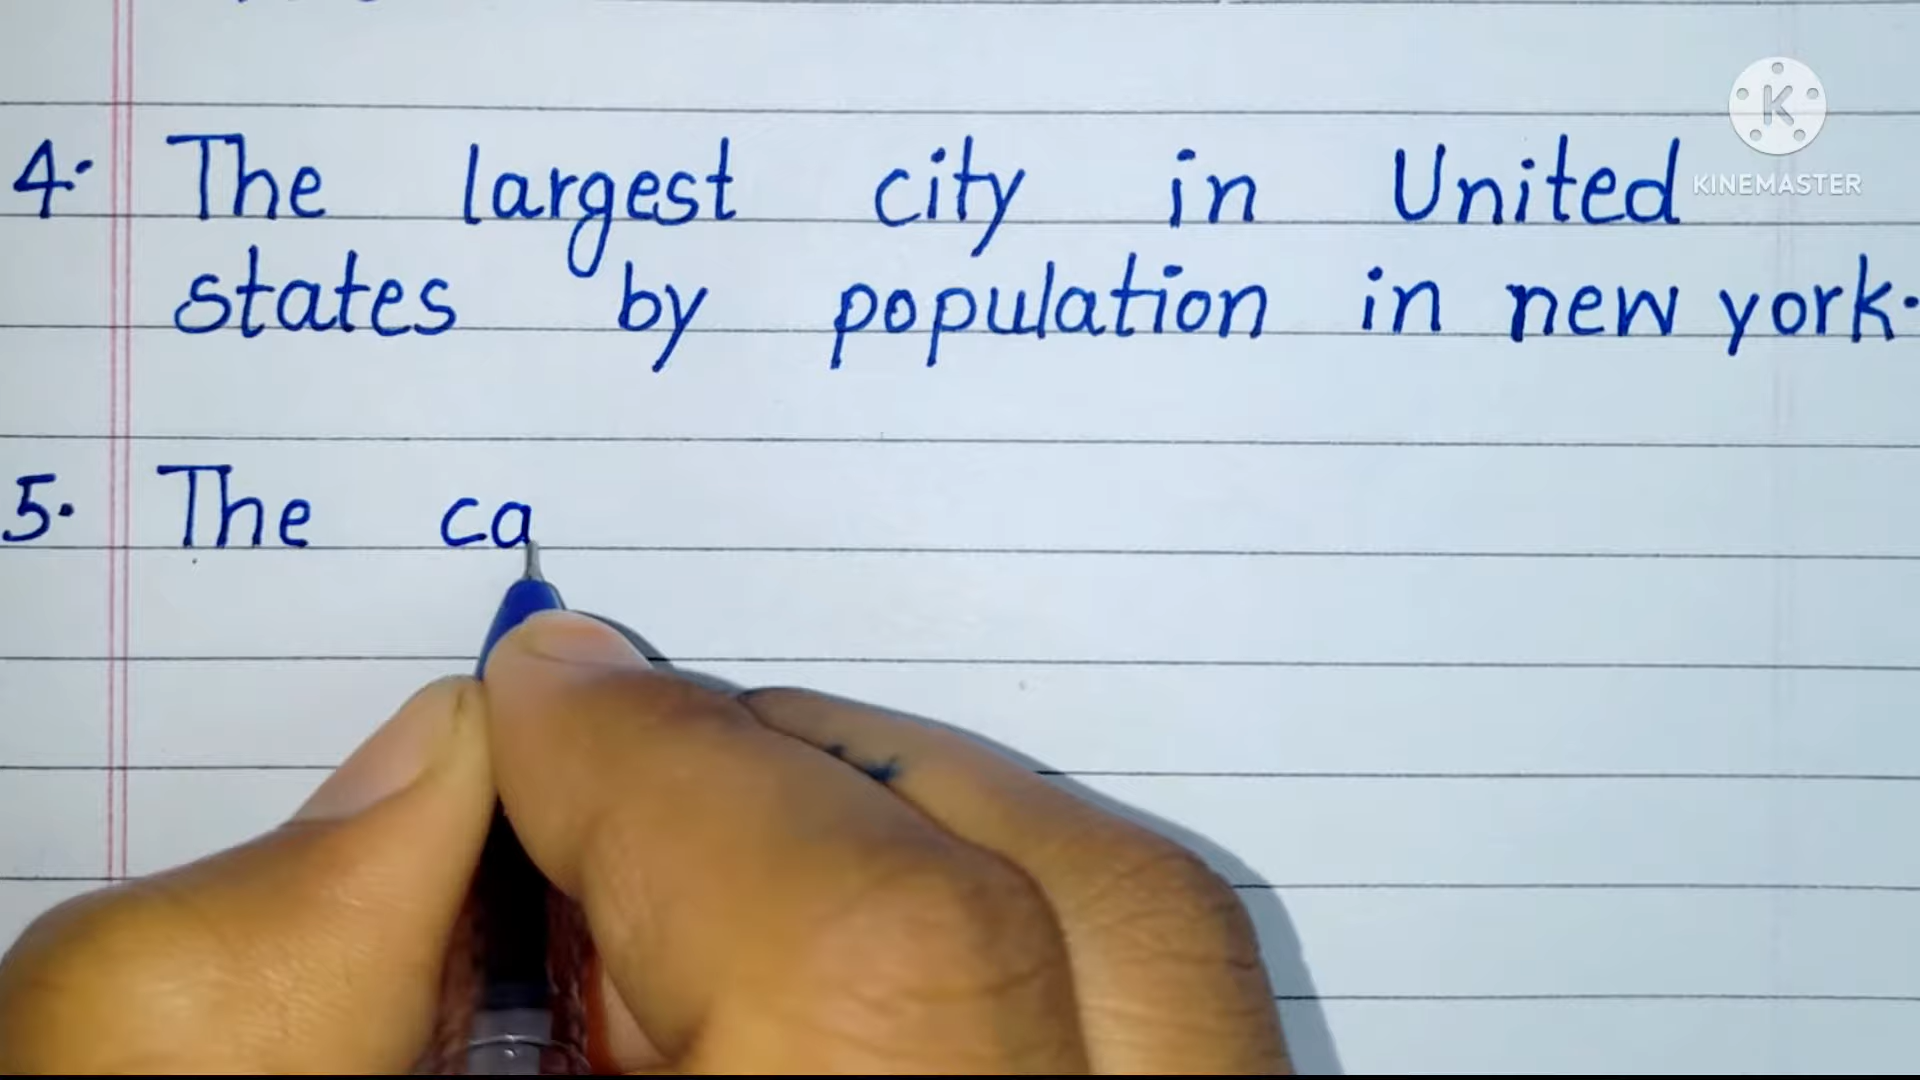 4. The largest city in United
states by population in new york.
5. The ca
K
KINEMASTER